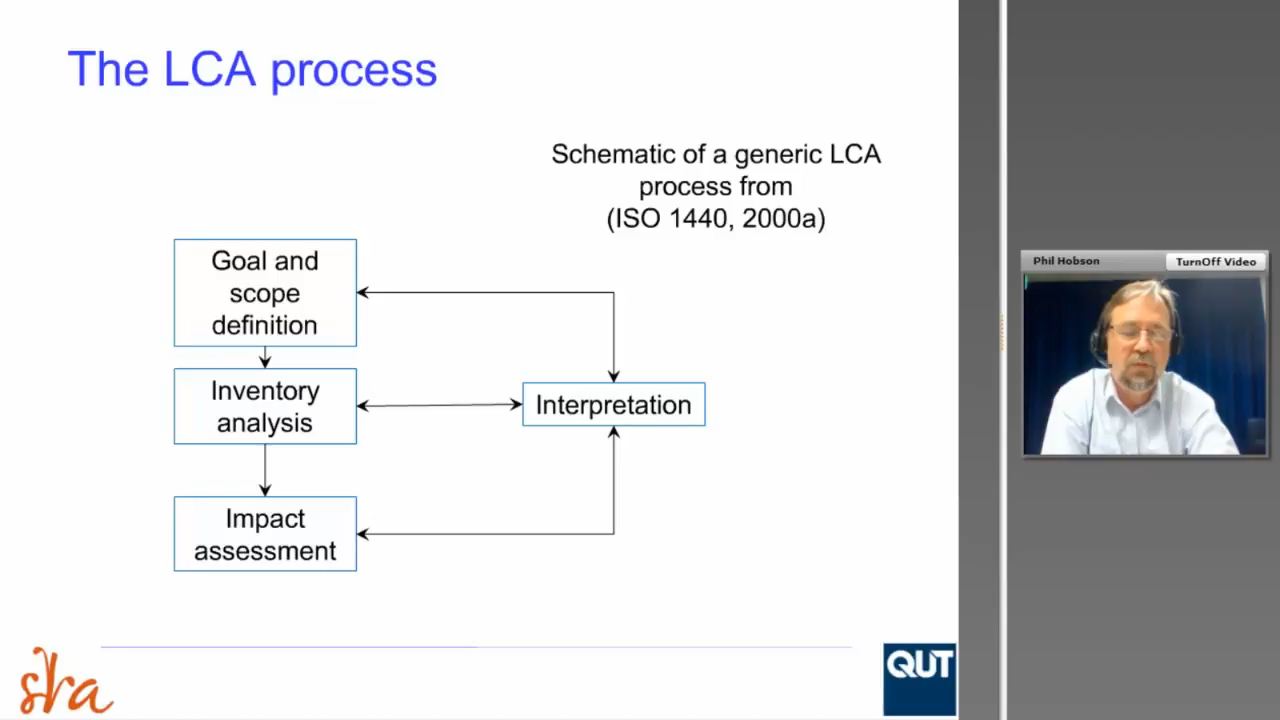 The LCA process
Schematic of a generic LCA
process from
(ISO 1440, 2000a)
Goal and
scope
definition
Inventory
analysis
Interpretation
Impact
assessment
Phil Hobson
TurnOff Video
sra
QUT